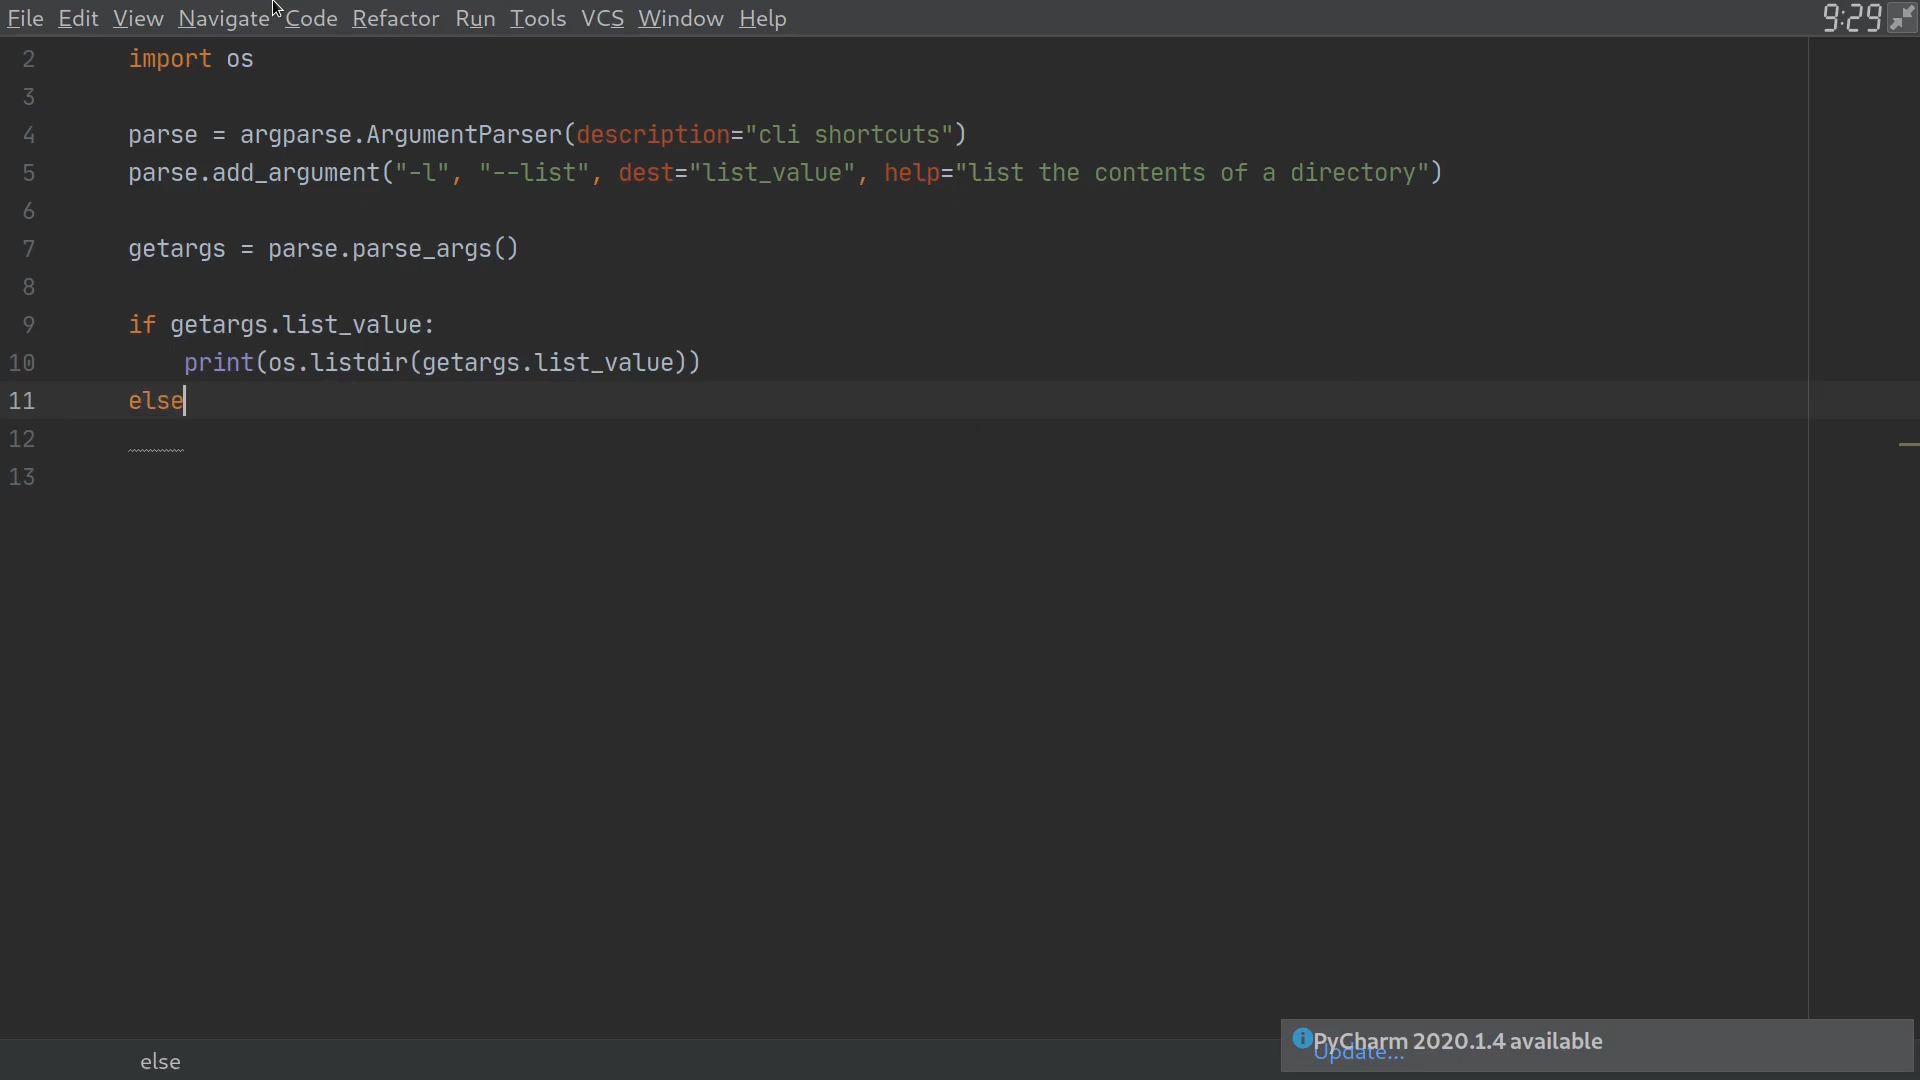 File Edit View Navigate Code Refactor Run Tools VCS Window Help 9:29
2 import os
3
4 parse = argparse.ArgumentParser(description="cli shortcuts")
5 parse.add_argument("-l", "--list", dest="list_value", help="list the contents of a directory")
6
7 getargs = parse.parse_args()
8
9 if getargs.list_value:
10 print(os.listdir(getargs.list_value))
11 else
12
13
PyCharm 2020.1.4 available
Update...
else